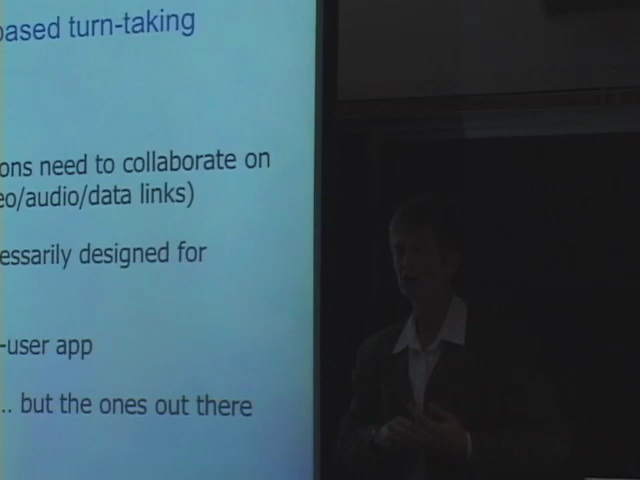 based turn-taking
ons need to collaborate on
eo/audio/data links)
essarily designed for
-user app
.. but the ones out there